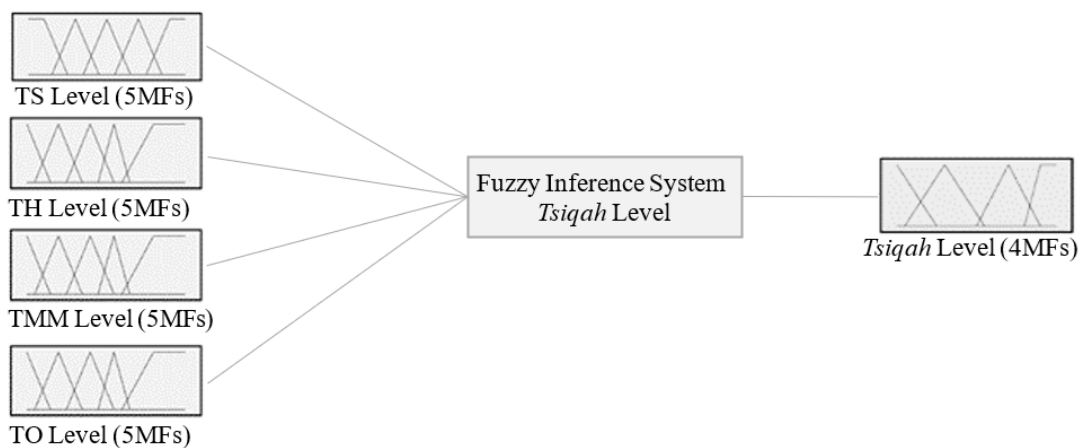 TS Level (5MFs)
TH Level (5MFs)
TMM Level (5MFs)
TO Level (5MFs)
Fuzzy Inference System
Tsiqah Level
Tsiqah Level (4MFs)